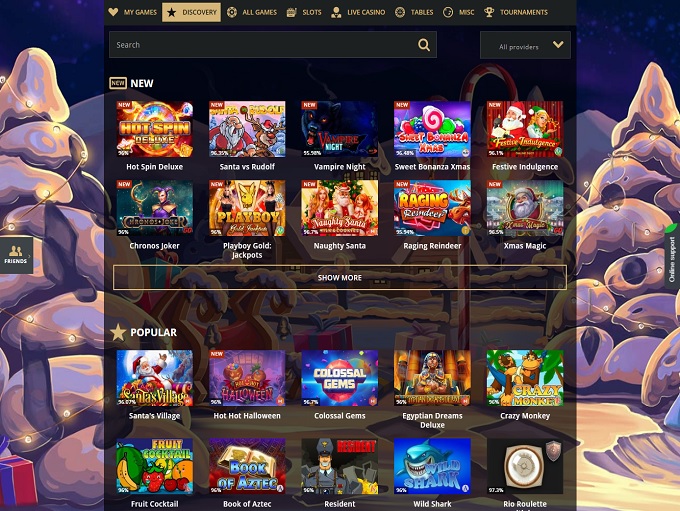 MY GAMES
DISCOVERY
ALL GAMES
SLOTS
LIVE CASINO
TABLES
MISC
TOURNAMENTS
Search
All providers
NEW NEW
NEW
HOT SPIN
DELUXE
96%
Hot Spin Deluxe
NEW
96.35%
Santa vs Rudolf
NEW
VAMPIRE
NIGHT
95.98%
Vampire Night
NEW
SWEET BONANZA
XMAS
96.48%
Sweet Bonanza Xmas
NEW
Festive Indulgence
96.1%
Festive Indulgence
NEW
CHRONOS JOKER
96%
Chronos Joker
NEW
PLAYBOY
Gold Jackpots
96%
Playboy Gold:
Jackpots
NEW
Naughty Santa
96.7%
Naughty Santa
NEW
RAGING
Reindeer
95.94%
Raging Reindeer
NEW
Xmas Magic
96.5%
Xmas Magic
SHOW MORE
FRIENDS
Online support
POPULAR
Santa's Village
96.07%
Santa's Village
NEW
HOT HOT
HALLOWEEN
96%
Hot Hot Halloween
COLOSSAL
GEMS
96.7%
Colossal Gems
96%
Egyptian Dreams
Deluxe
CRAZY
MONKEY
96%
Crazy Monkey
FRUIT
COCKTAIL
96%
Fruit Cocktail
BOOK
OF AZTEC
96%
Book of Aztec
RESIDENT
96%
Resident
WILD
SHARK
96%
Wild Shark
97.3%
Rio Roulette